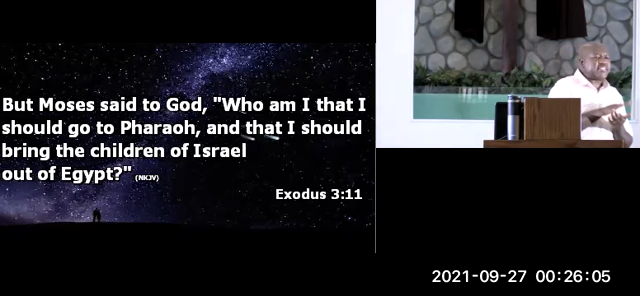 But Moses said to God, "Who am I that I
should go to Pharaoh, and that I should
bring the children of Israel
out of Egypt?" (NKJV)
Exodus 3:11
2021-09-27 00:26:05